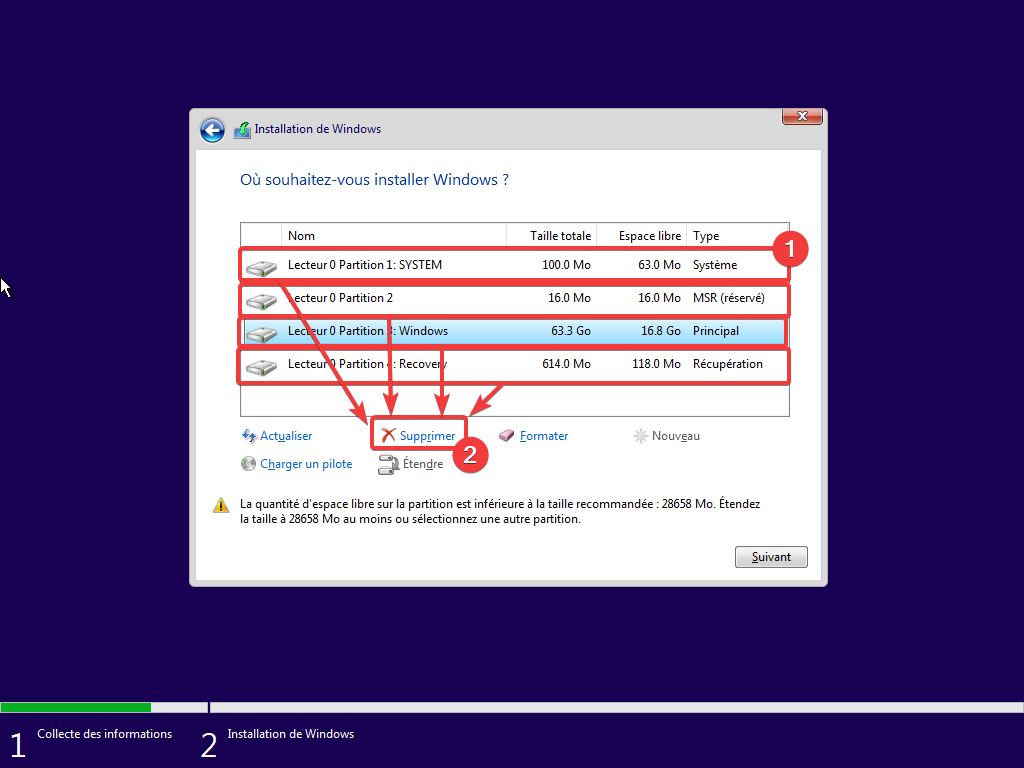 Installation de Windows
Où souhaitez-vous installer Windows ?
Nom Taille totale Espace libre Type
1
Lecteur 0 Partition 1: SYSTEM 100.0 Mo 63.0 Mo Système
Lecteur 0 Partition 2 16.0 Mo 16.0 Mo MSR (réservé)
Lecteur 0 Partition 3: Windows 63.3 Go 16.8 Go Principal
Lecteur 0 Partition 4: Recovery 614.0 Mo 118.0 Mo Récupération
Actualiser Supprimer Formater Nouveau
2
Charger un pilote Étendre
La quantité d'espace libre sur la partition est inférieure à la taille recommandée : 28658 Mo. Étendez
la taille à 28658 Mo au moins ou sélectionnez une autre partition.
Suivant
1 Collecte des informations 2 Installation de Windows